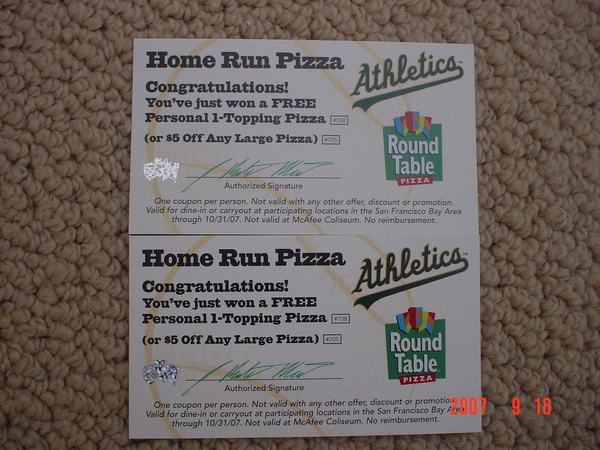 Home Run Pizza
Athletics™
Congratulations!
You've just won a FREE
Personal 1-Topping Pizza #708
(or $5 Off Any Large Pizza) #705
Round
Table
PIZZA
Authorized Signature
One coupon per person. Not valid with any other offer, discount or promotion.
Valid for dine-in or carryout at participating locations in the San Francisco Bay Area
through 10/31/07. Not valid at McAfee Coliseum. No reimbursement.
Home Run Pizza
Athletics™
Congratulations!
You've just won a FREE
Personal 1-Topping Pizza #708
(or $5 Off Any Large Pizza) #705
Round
Table
PIZZA
Authorized Signature
One coupon per person. Not valid with any other offer, discount or promotion.
Valid for dine-in or carryout at participating locations in the San Francisco Bay Area
through 10/31/07. Not valid at McAfee Coliseum. No reimbursement.
2007 9 18